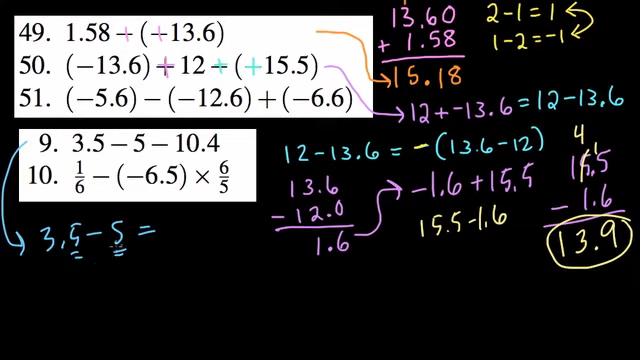 49. 1.58 - (-13.6)
50. (-13.6) + 12 - (+15.5)
51. (-5.6) - (-12.6) + (-6.6)
9. 3.5 - 5 - 10.4
10. 1/6 - (-6.5) × 6/5
3.5 - 5 =
1
13.60
+ 1.58
15.18
2-1 = 1
1-2 = -1
12 + -13.6 = 12 - 13.6
12 - 13.6 = -(13.6 - 12)
13.6
- 12.0
1.6
-1.6 + 15.5
15.5 - 1.6
4 1
15.5
- 1.6
13.9